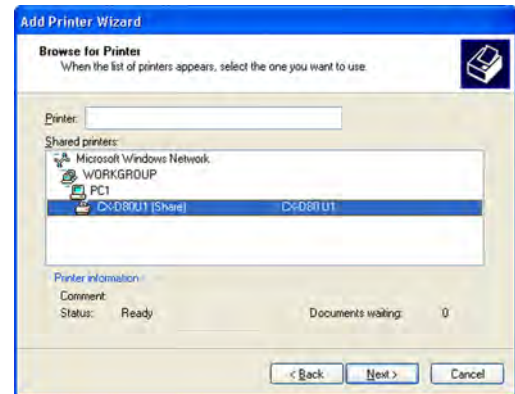 Add Printer Wizard
Browse for Printer
When the list of printers appears, select the one you want to use.
Printer:
Shared printers:
Microsoft Windows Network
WORKGROUP
PC1
CX-D80U1 (Share) CX-D80 U1
Printer information
Comment:
Status: Ready Documents waiting: 0
< Back Next > Cancel